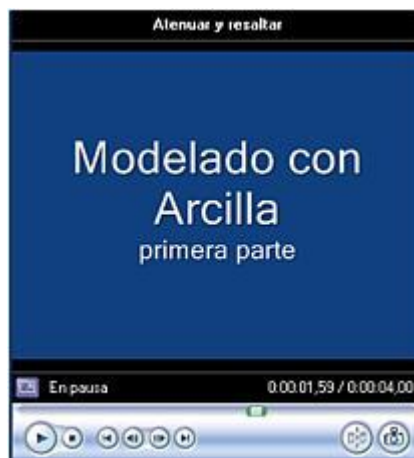 Atenuar y resaltar
Modelado con
Arcilla
primera parte
En pausa
0:00:01,59 / 0:00:04,00